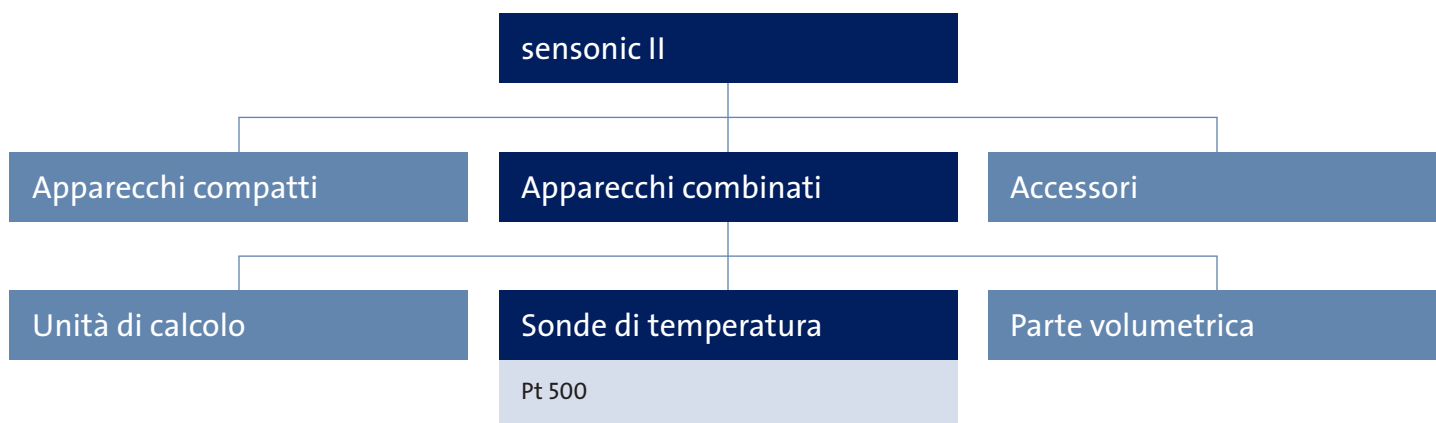 sensonic II
Apparecchi compatti
Apparecchi combinati
Accessori
Unità di calcolo
Sonde di temperatura
Parte volumetrica
Pt 500